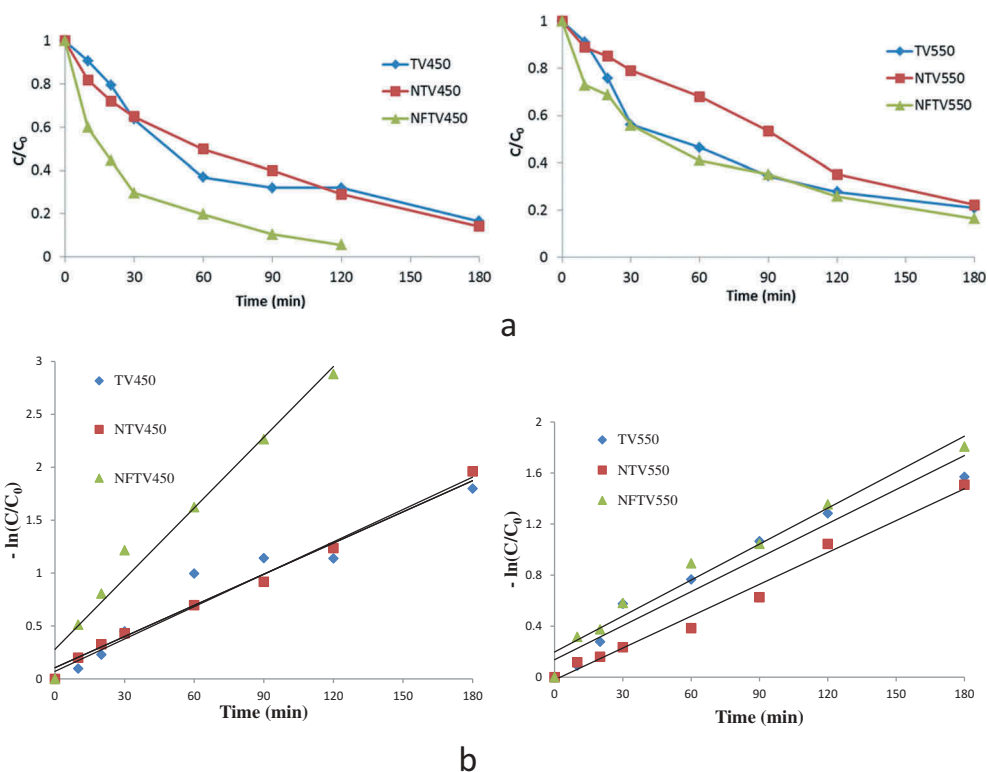 1
0.8
0.6
0.4
0.2
0
C/C0
0 30 60 90 120 150 180
Time (min)
TV450
NTV450
NFTV450
1
0.8
0.6
0.4
0.2
0
C/C0
0 30 60 90 120 150 180
Time (min)
TV550
NTV550
NFTV550
a
3
2.5
2
1.5
1
0.5
0
- ln(C/C0)
0 30 60 90 120 150 180
Time (min)
TV450
NTV450
NFTV450
2
1.6
1.2
0.8
0.4
0
- ln(C/C0)
0 30 60 90 120 150 180
Time (min)
TV550
NTV550
NFTV550
b